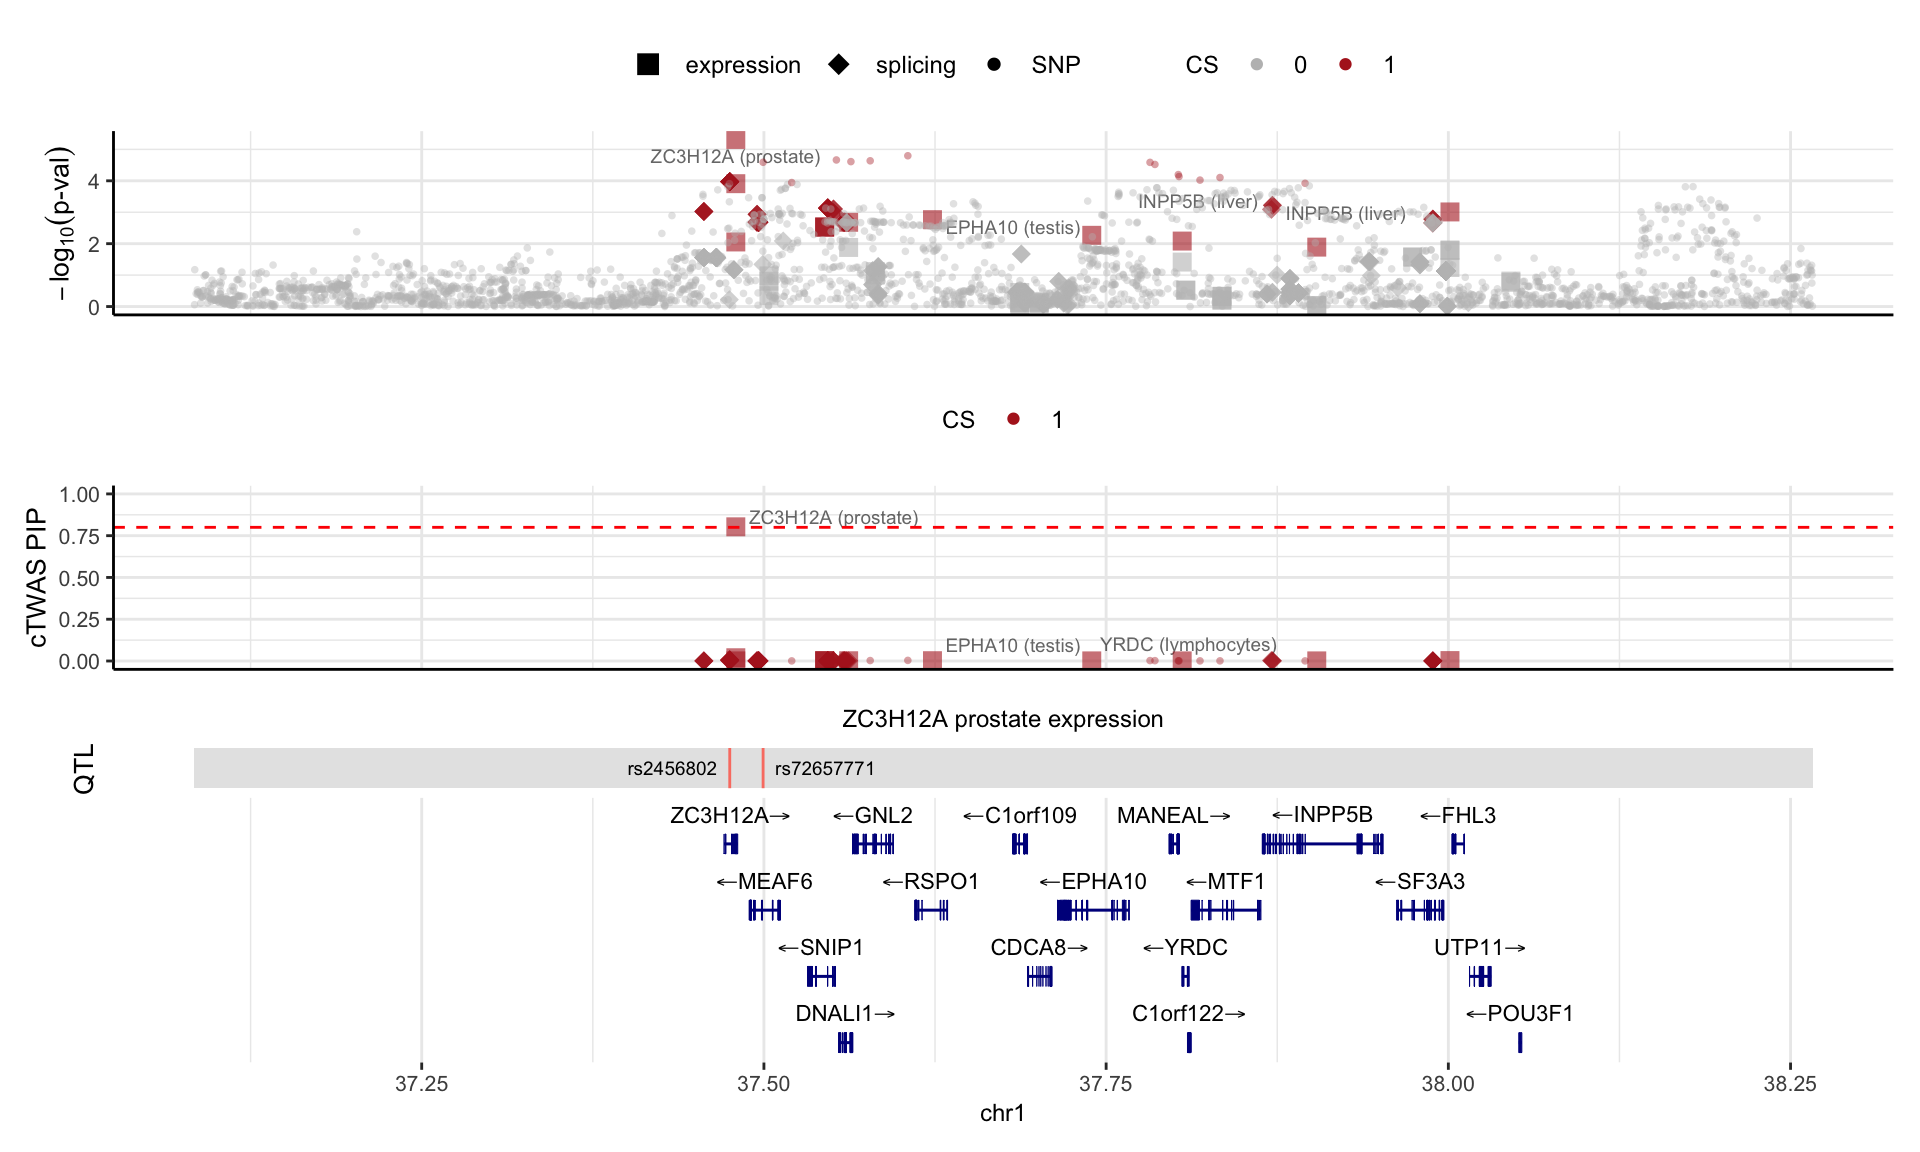 expression splicing SNP CS 0 1
−log10(p-val)
4
2
0
ZC3H12A (prostate)
INPP5B (liver)
INPP5B (liver)
EPHA10 (testis)
CS 1
cTWAS PIP
1.00
0.75
0.50
0.25
0.00
ZC3H12A (prostate)
EPHA10 (testis) YRDC (lymphocytes)
ZC3H12A prostate expression
QTL
rs2456802 rs72657771
ZC3H12A→ ←GNL2 ←C1orf109 MANEAL→ ←INPP5B ←FHL3
←MEAF6 ←RSPO1 ←EPHA10 ←MTF1 ←SF3A3
←SNIP1 CDCA8→ ←YRDC UTP11→
DNALI1→ C1orf122→ ←POU3F1
37.25 37.50 37.75 38.00 38.25
chr1